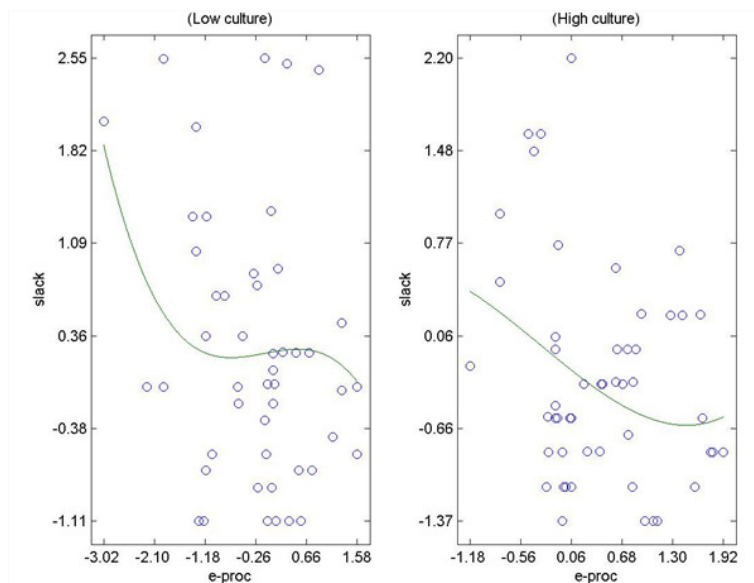 (Low culture)
2.55
1.82
1.09
0.36
-0.38
-1.11
slack
-3.02 -2.10 -1.18 -0.26 0.66 1.58
e-proc
(High culture)
2.20
1.48
0.77
0.06
-0.66
-1.37
slack
-1.18 -0.56 0.06 0.68 1.30 1.92
e-proc